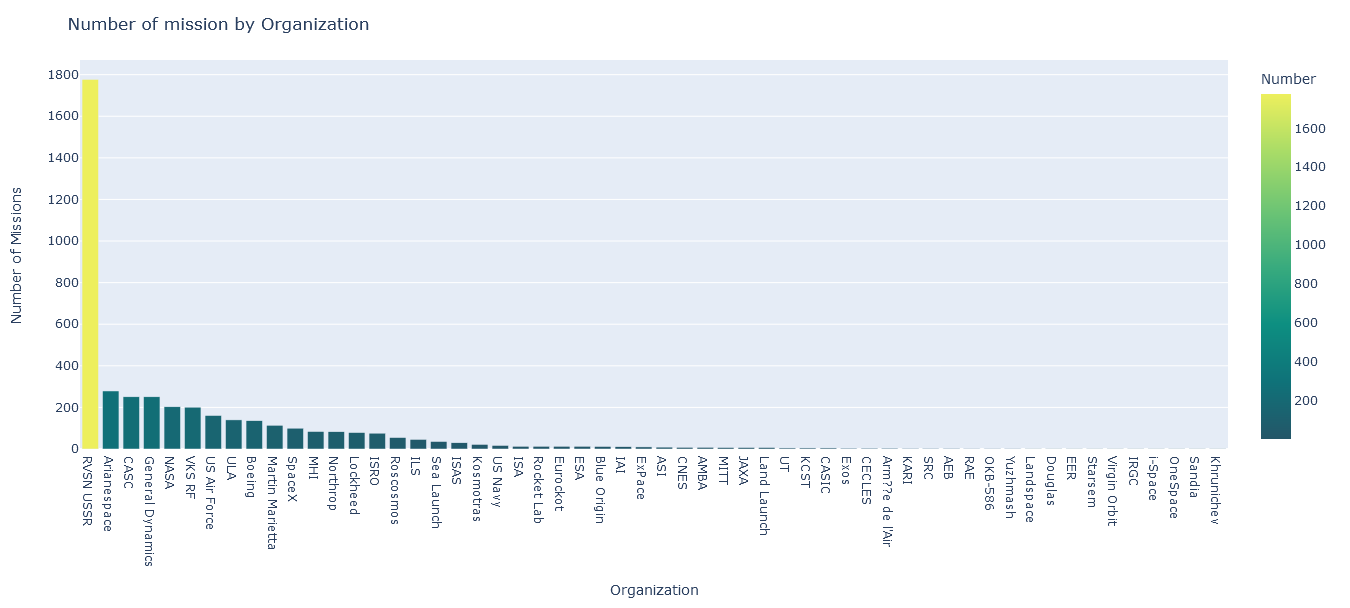 Number of mission by Organization
Number of Missions
1800
1600
1400
1200
1000
800
600
400
200
0
RVSN USSR
Arianespace
CASC
General Dynamics
NASA
VKS RF
US Air Force
ULA
Boeing
Martin Marietta
SpaceX
MHI
Northrop
Lockheed
ISRO
Roscosmos
ILS
Sea Launch
ISAS
Kosmotras
US Navy
ISA
Rocket Lab
Eurockot
ESA
Blue Origin
IAI
ExPace
ASI
CNES
AMBA
MITT
JAXA
Land Launch
UT
KCST
CASIC
Exos
CECLES
Arm??e de l'Air
KARI
SRC
AEB
RAE
OKB-586
Yuzhmash
Landspace
Douglas
EER
Starsem
Virgin Orbit
IRGC
i-Space
OneSpace
Sandia
Khrunichev
Organization
Number
1600
1400
1200
1000
800
600
400
200